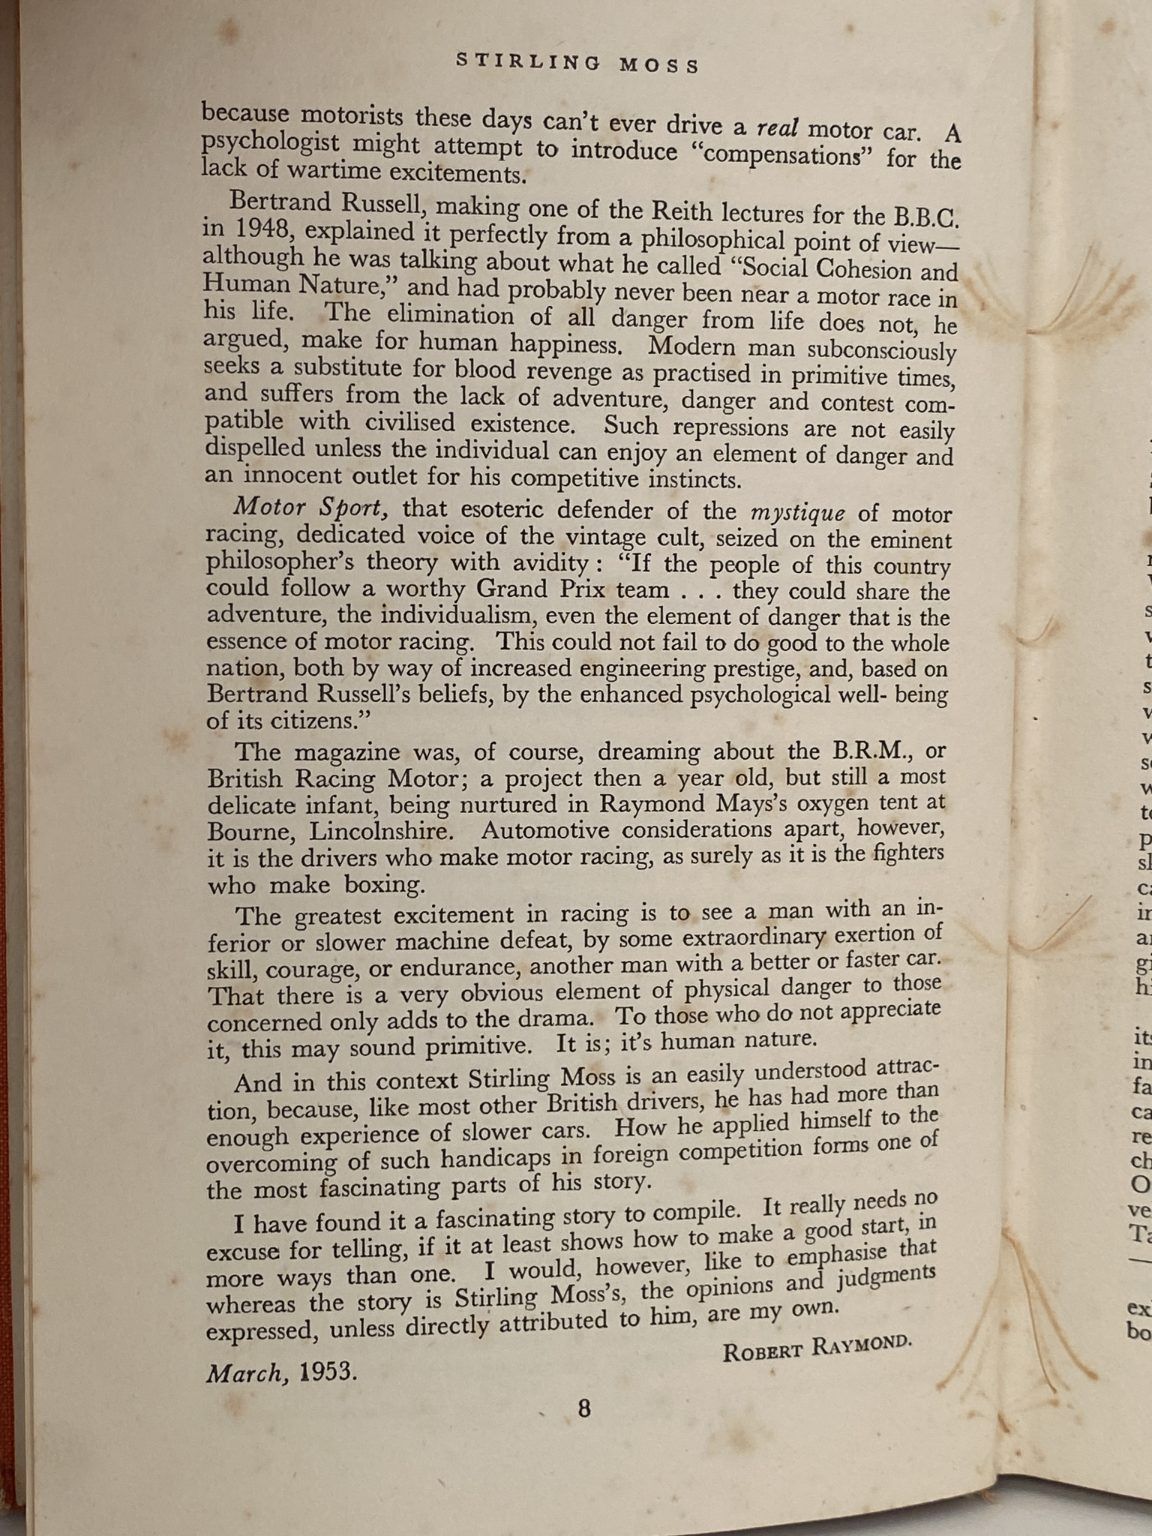 STIRLING MOSS
because motorists these days can't ever drive a real motor car. A
psychologist might attempt to introduce "compensations" for the
lack of wartime excitements.
Bertrand Russell, making one of the Reith lectures for the B.B.C.
in 1948, explained it perfectly from a philosophical point of view—
although he was talking about what he called "Social Cohesion and
Human Nature," and had probably never been near a motor race in
his life. The elimination of all danger from life does not, he
argued, make for human happiness. Modern man subconsciously
seeks a substitute for blood revenge as practised in primitive times,
and suffers from the lack of adventure, danger and contest com-
patible with civilised existence. Such repressions are not easily
dispelled unless the individual can enjoy an element of danger and
an innocent outlet for his competitive instincts.
Motor Sport, that esoteric defender of the mystique of motor
racing, dedicated voice of the vintage cult, seized on the eminent
philosopher's theory with avidity : "If the people of this country
could follow a worthy Grand Prix team . . . they could share the
adventure, the individualism, even the element of danger that is the
essence of motor racing. This could not fail to do good to the whole
nation, both by way of increased engineering prestige, and, based on
Bertrand Russell's beliefs, by the enhanced psychological well- being
of its citizens."
The magazine was, of course, dreaming about the B.R.M., or
British Racing Motor; a project then a year old, but still a most
delicate infant, being nurtured in Raymond Mays's oxygen tent at
Bourne, Lincolnshire. Automotive considerations apart, however,
it is the drivers who make motor racing, as surely as it is the fighters
who make boxing.
The greatest excitement in racing is to see a man with an in-
ferior or slower machine defeat, by some extraordinary exertion of
skill, courage, or endurance, another man with a better or faster car.
That there is a very obvious element of physical danger to those
concerned only adds to the drama. To those who do not appreciate
it, this may sound primitive. It is; it's human nature.
And in this context Stirling Moss is an easily understood attrac-
tion, because, like most other British drivers, he has had more than
enough experience of slower cars. How he applied himself to the
overcoming of such handicaps in foreign competition forms one of
the most fascinating parts of his story.
I have found it a fascinating story to compile. It really needs no
excuse for telling, if it at least shows how to make a good start, in
more ways than one. I would, however, like to emphasise that
whereas the story is Stirling Moss's, the opinions and judgments
expressed, unless directly attributed to him, are my own.
ROBERT RAYMOND.
March, 1953.
8